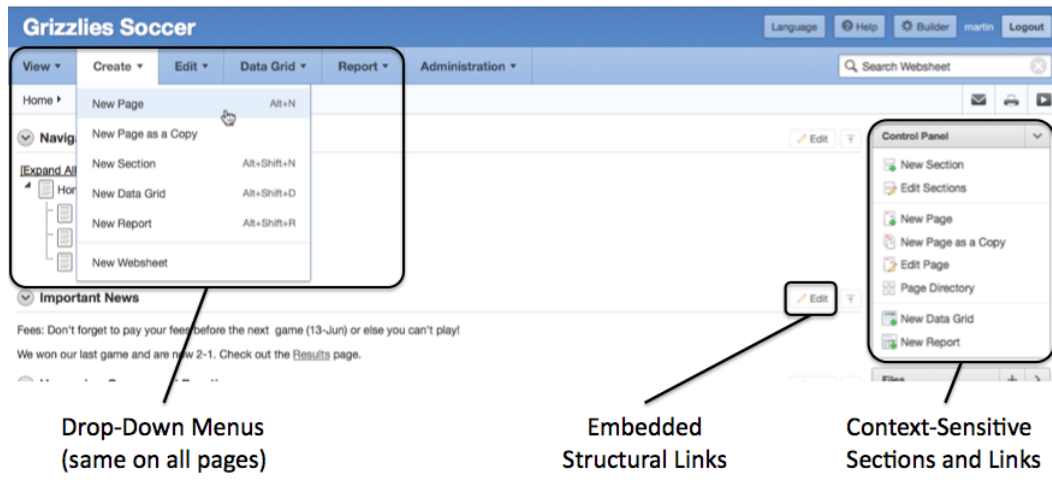 Grizzlies Soccer
Language Help Builder martin Logout
View Create Edit Data Grid Report Administration Search Websheet
Home
New Page Alt+N
New Page as a Copy
New Section Alt+Shift+N
New Data Grid Alt+Shift+D
New Report Alt+Shift+R
New Websheet
Navig
Edit
[Expand All
Hor
Control Panel
New Section
Edit Sections
New Page
New Page as a Copy
Edit Page
Page Directory
New Data Grid
New Report
Files
Important News
Edit
Fees: Don't forget to pay your fees before the next game (13-Jun) or else you can't play!
We won our last game and are now 2-1. Check out the Results page.
Drop-Down Menus
(same on all pages)
Embedded
Structural Links
Context-Sensitive
Sections and Links